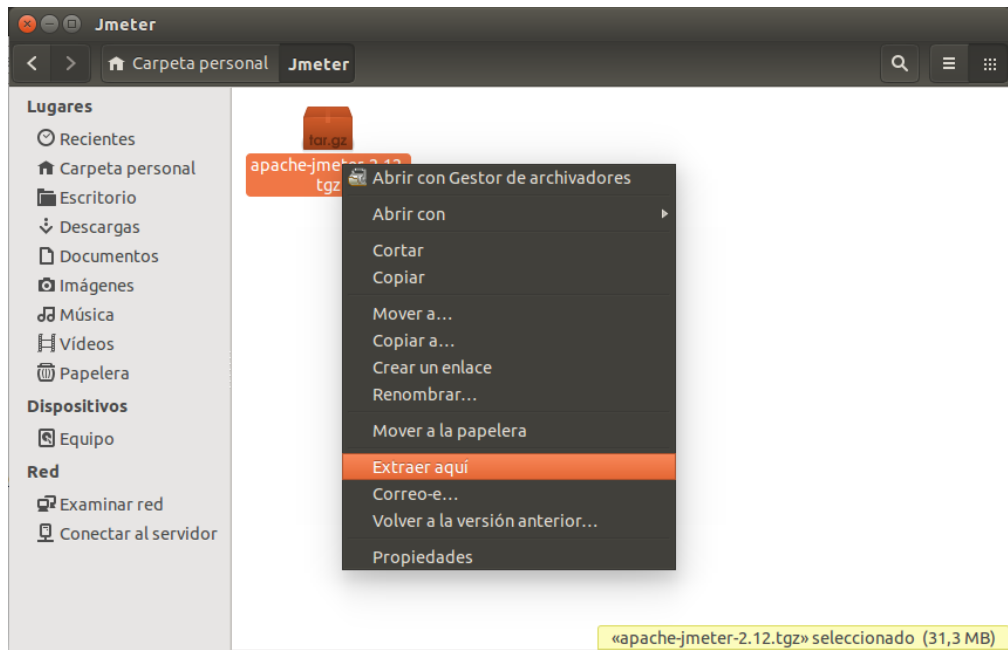 Jmeter
Carpeta personal Jmeter
Lugares
Recientes
Carpeta personal
Escritorio
Descargas
Documentos
Imágenes
Música
Vídeos
Papelera
Dispositivos
Equipo
Red
Examinar red
Conectar al servidor
tar.gz
apache-jmeter-2.12.
tgz
Abrir con Gestor de archivadores
Abrir con
Cortar
Copiar
Mover a…
Copiar a…
Crear un enlace
Renombrar…
Mover a la papelera
Extraer aquí
Correo-e…
Volver a la versión anterior…
Propiedades
«apache-jmeter-2.12.tgz» seleccionado (31,3 MB)